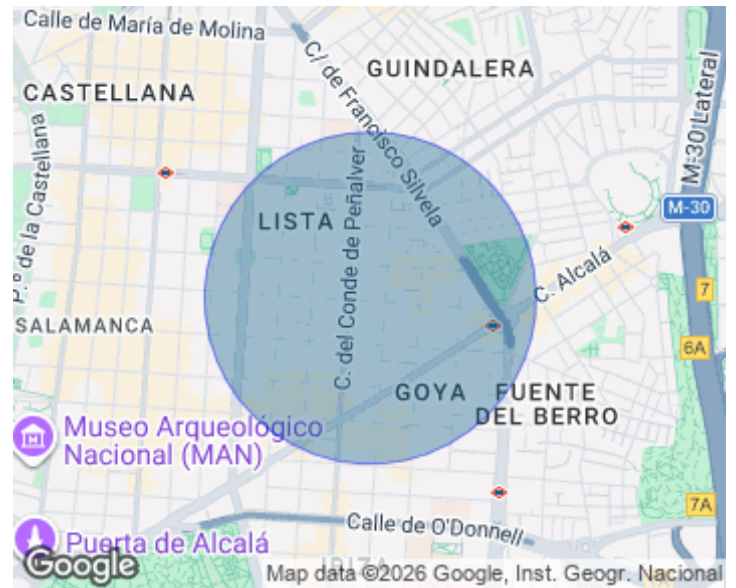 Calle de María de Molina
C/ de Francisco Silvela
GUINDALERA
CASTELLANA
M-30 Lateral
P.º de la Castellana
C. del Conde de Peñalver
LISTA
M-30
C. Alcalá
7
SALAMANCA
6A
GOYA
FUENTE
DEL BERRO
Museo Arqueológico
Nacional (MAN)
7A
Calle de O'Donnell
Puerta de Alcalá
IBIZA
Google
Map data ©2026 Google, Inst. Geogr. Nacional